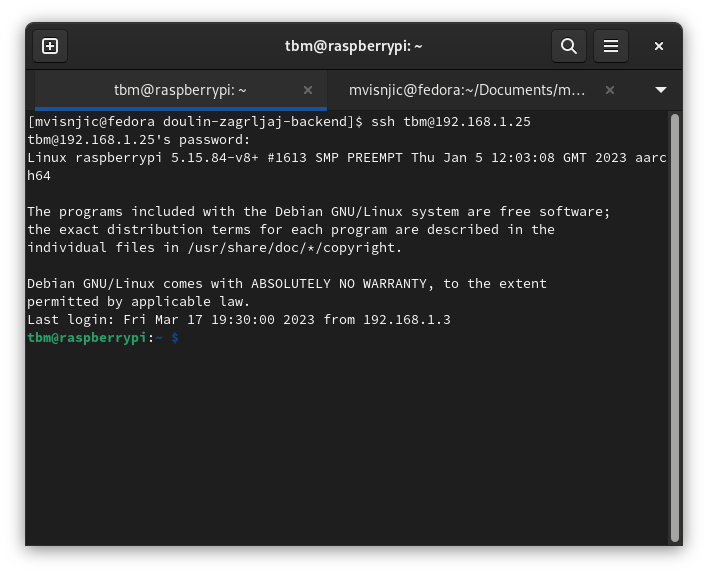 tbm@raspberrypi: ~
tbm@raspberrypi: ~
mvisnjic@fedora:~/Documents/m…
[mvisnjic@fedora doulin-zagrljaj-backend]$ ssh tbm@192.168.1.25
tbm@192.168.1.25's password:
Linux raspberrypi 5.15.84-v8+ #1613 SMP PREEMPT Thu Jan 5 12:03:08 GMT 2023 aarc
h64
The programs included with the Debian GNU/Linux system are free software;
the exact distribution terms for each program are described in the
individual files in /usr/share/doc/*/copyright.
Debian GNU/Linux comes with ABSOLUTELY NO WARRANTY, to the extent
permitted by applicable law.
Last login: Fri Mar 17 19:30:00 2023 from 192.168.1.3
tbm@raspberrypi:~ $